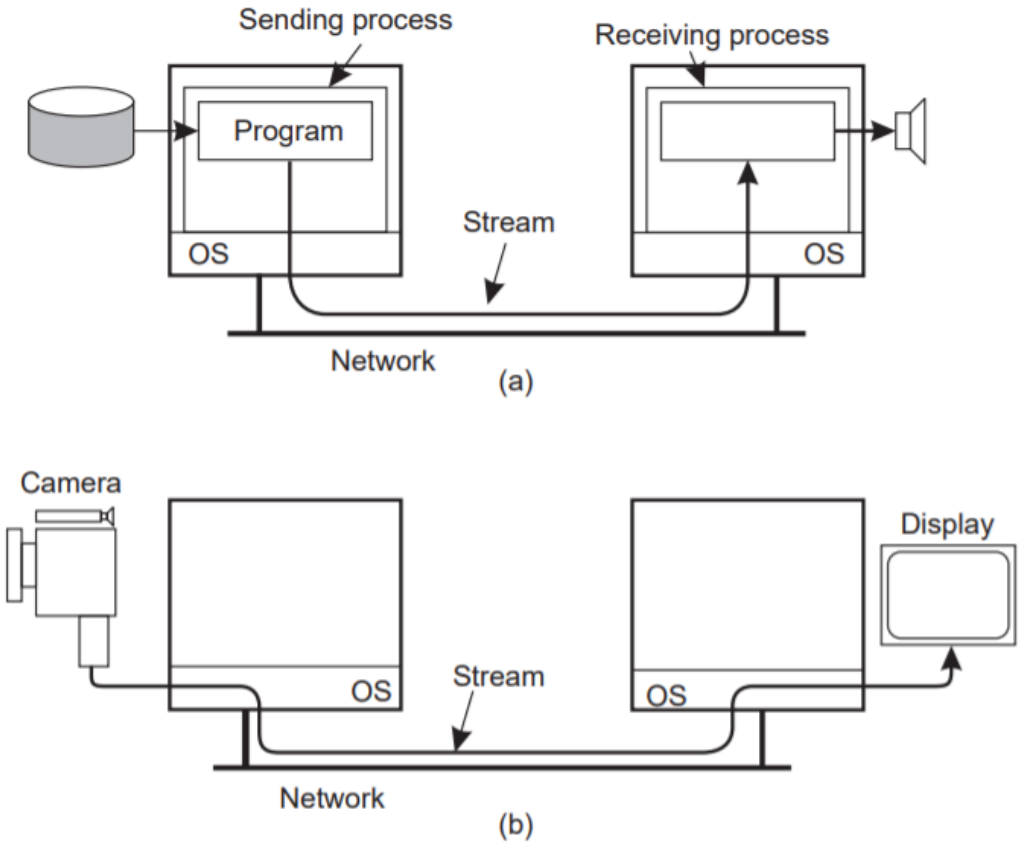 Sending process
Receiving process
Program
Stream
OS
OS
Network
(a)
Camera
Display
Stream
OS
OS
Network
(b)